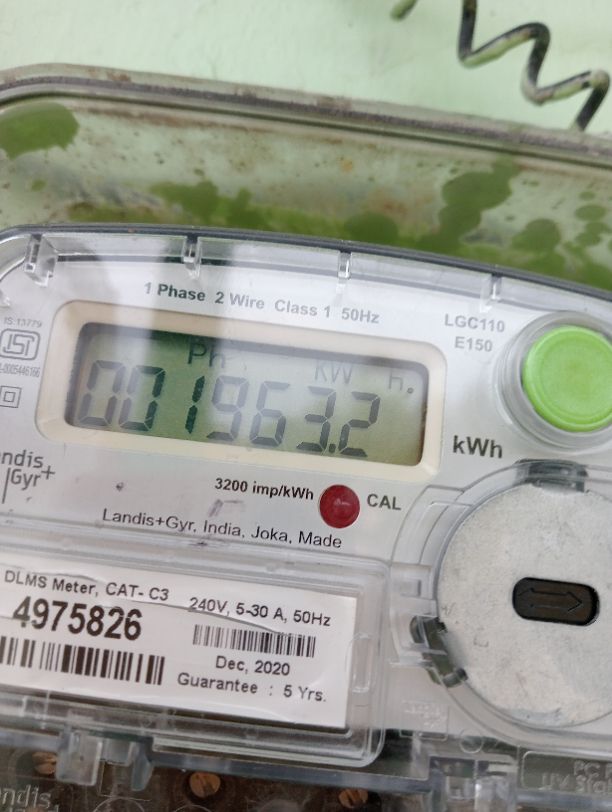 1 Phase 2 Wire Class 1 50Hz
LGC110
E150
IS:13779
ISI
Ph kW h.
001963.2
kWh
Gyr+
3200 imp/kWh
CAL
Landis+Gyr, India, Joka, Made
DLMS Meter, CAT- C3
240V, 5-30 A, 50Hz
4975826
Dec, 2020
Guarantee : 5 Yrs.